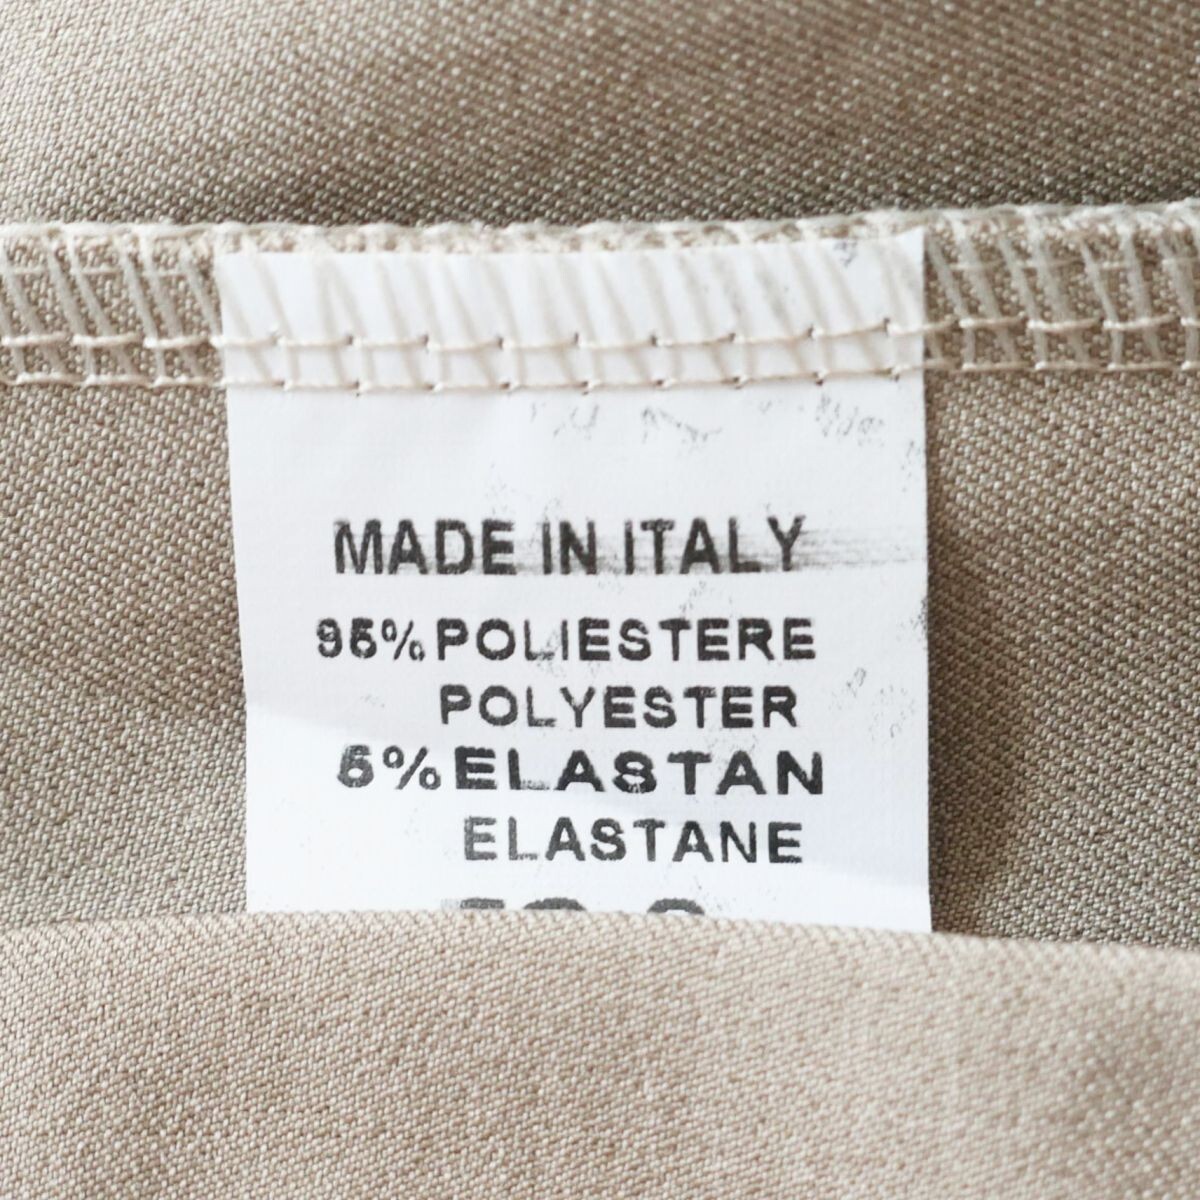 MADE IN ITALY
95% POLIESTERE
POLYESTER
5% ELASTAN
ELASTANE